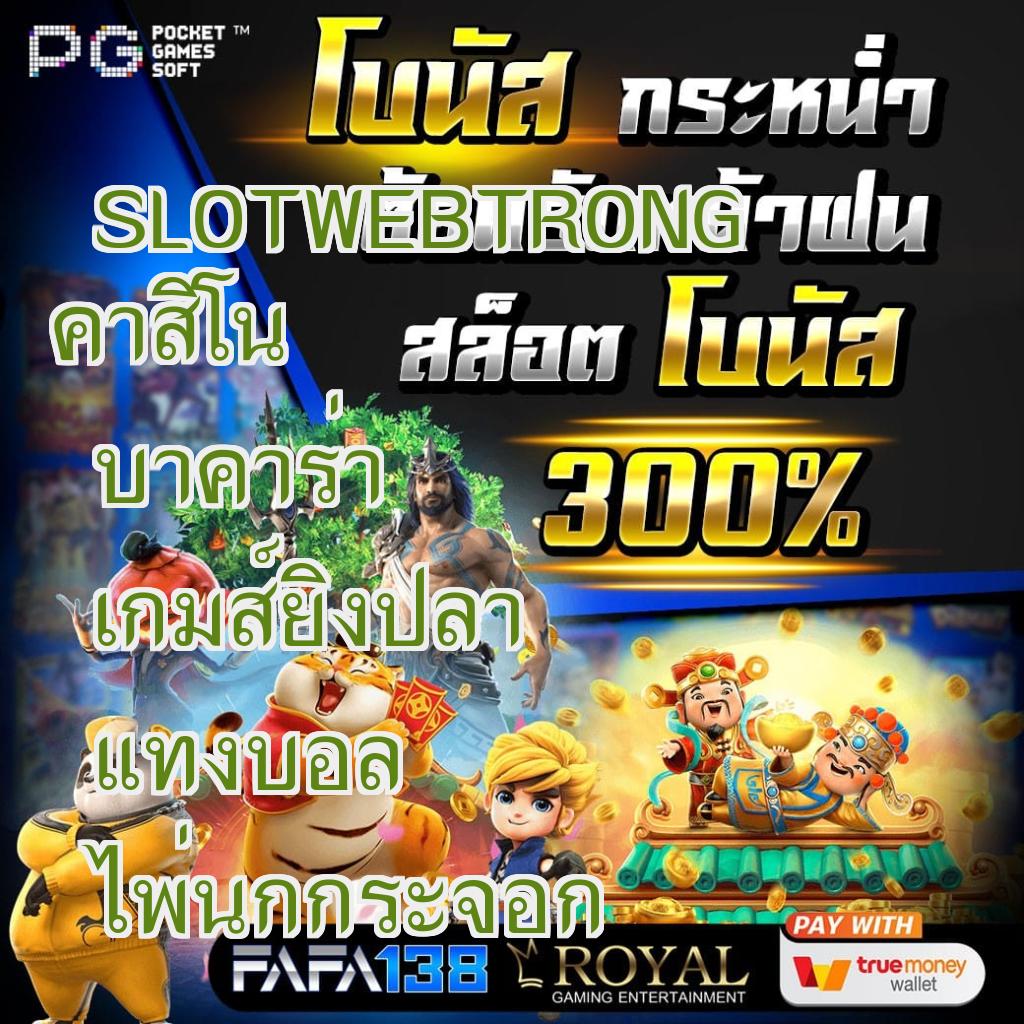 PG POCKET GAMES SOFT™
โบนัส กระหน่ำ
SLOTWEBTRONG
คาสิโน
สล็อต โบนัส
300%
บาคาร่า
เกมส์ยิงปลา
แทงบอล
ไพ่นกกระจอก
FAFA138
ROYAL
GAMING ENTERTAINMENT
PAY WITH
truemoney
wallet